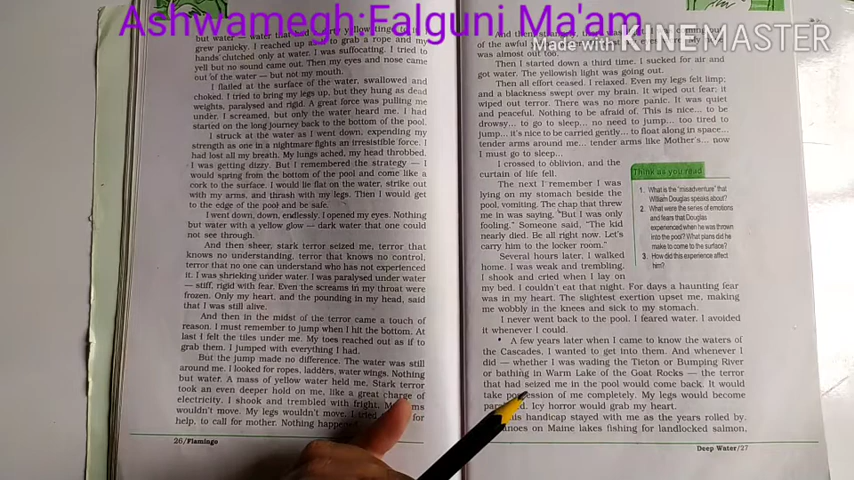 Ashwamegh:Falguni Ma'am
Made with KINEMASTER
but water — water that had a dirty yellow tinge to it.
grew panicky. I reached up as if to grab a rope and my
hands clutched only at water. I was suffocating. I tried to
yell but no sound came out. Then my eyes and nose came
out of the water — but not my mouth.
I flailed at the surface of the water, swallowed and
choked. I tried to bring my legs up, but they hung as dead
weights, paralysed and rigid. A great force was pulling me
under. I screamed, but only the water heard me. I had
started on the long journey back to the bottom of the pool.
I struck at the water as I went down, expending my
strength as one in a nightmare fights an irresistible force. I
had lost all my breath. My lungs ached, my head throbbed.
I was getting dizzy. But I remembered the strategy — I
would spring from the bottom of the pool and come like a
cork to the surface. I would lie flat on the water, strike out
with my arms, and thrash with my legs. Then I would get
to the edge of the pool and be safe.
I went down, down, endlessly. I opened my eyes. Nothing
but water with a yellow glow — dark water that one could
not see through.
And then sheer, stark terror seized me, terror that
knows no understanding, terror that knows no control,
terror that no one can understand who has not experienced
it. I was shrieking under water. I was paralysed under water
— stiff, rigid with fear. Even the screams in my throat were
frozen. Only my heart, and the pounding in my head, said
that I was still alive.
And then in the midst of the terror came a touch of
reason. I must remember to jump when I hit the bottom. At
last I felt the tiles under me. My toes reached out as if to
grab them. I jumped with everything I had.
But the jump made no difference. The water was still
around me. I looked for ropes, ladders, water wings. Nothing
but water. A mass of yellow water held me. Stark terror
took an even deeper hold on me, like a great charge of
electricity. I shook and trembled with fright. My arms
wouldn't move. My legs wouldn't move. I tried to call for
help, to call for mother. Nothing happened.
26/Flamingo
And then, strangely, there was light. I was coming out
of the awful yellow water.
was almost out too.
Then I started down a third time. I sucked for air and
got water. The yellowish light was going out.
Then all effort ceased. I relaxed. Even my legs felt limp;
and a blackness swept over my brain. It wiped out fear; it
wiped out terror. There was no more panic. It was quiet
and peaceful. Nothing to be afraid of. This is nice... to be
drowsy... to go to sleep... no need to jump... too tired to
jump... it's nice to be carried gently... to float along in space...
tender arms around me... tender arms like Mother's... now
I must go to sleep...
I crossed to oblivion, and the
curtain of life fell.
The next I remember I was
lying on my stomach beside the
pool, vomiting. The chap that threw
me in was saying, "But I was only
fooling." Someone said, "The kid
nearly died. Be all right now. Let's
carry him to the locker room."
Several hours later, I walked
home. I was weak and trembling.
I shook and cried when I lay on
my bed. I couldn't eat that night. For days a haunting fear
was in my heart. The slightest exertion upset me, making
me wobbly in the knees and sick to my stomach.
I never went back to the pool. I feared water. I avoided
it whenever I could.
A few years later when I came to know the waters of
the Cascades, I wanted to get into them. And whenever I
did — whether I was wading the Tieton or Bumping River
or bathing in Warm Lake of the Goat Rocks — the terror
that had seized me in the pool would come back. It would
take possession of me completely. My legs would become
Icy horror would grab my heart.
handicap stayed with me as the years rolled by.
on Maine lakes fishing for landlocked salmon,
Think as you read
1. What is the "misadventure" that
William Douglas speaks about?
2. What were the series of emotions
and fears that Douglas
experienced when he was thrown
into the pool? What plans did he
make to come to the surface?
3. How did this experience affect
him?
Deep Water/27